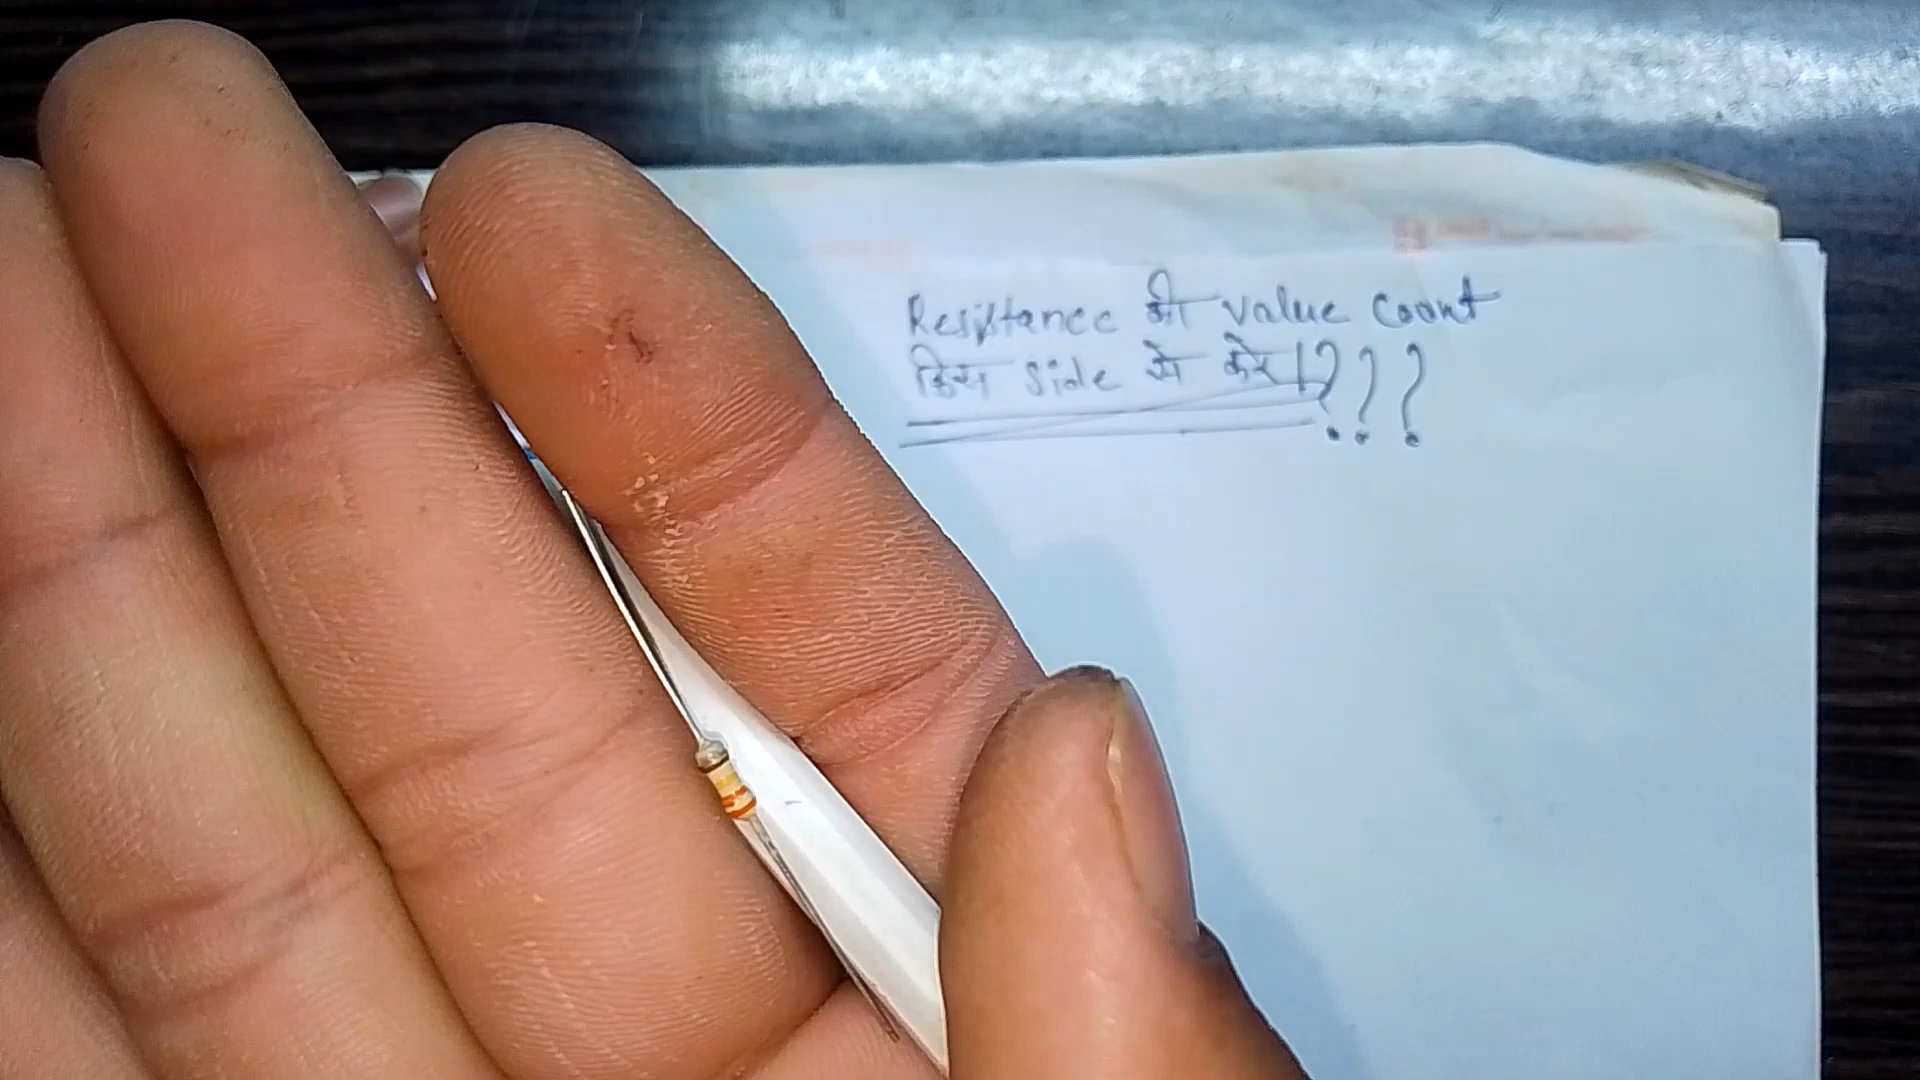 Resistance की value count
किस side से करे !???